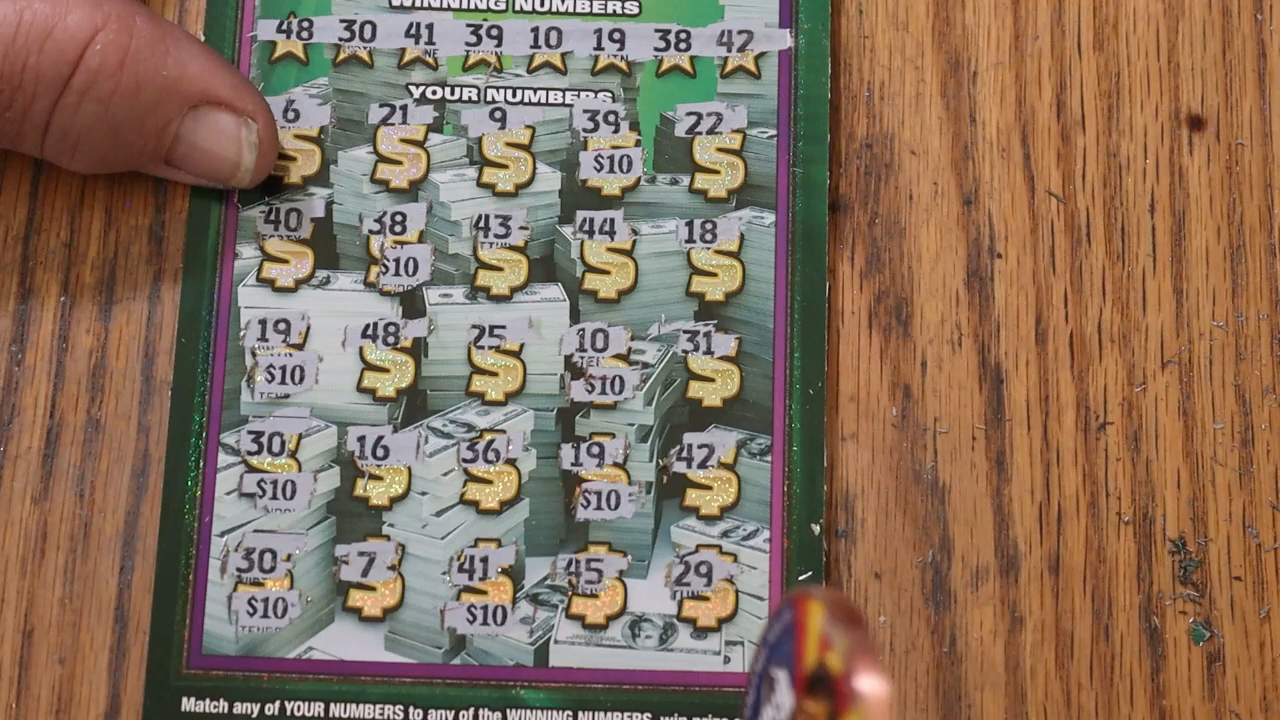 WINNING NUMBERS
48 30 41 39 10 19 38 42
YOUR NUMBERS
6 21 9 39 22
$10
40 38 43 44 18
$10
19 48 25 10 31
$10 $10
30 16 36 19 42
$10 $10
30 7 41 45 29
$10 $10
Match any of YOUR NUMBERS to any of the WINNING NUMBERS, win prize